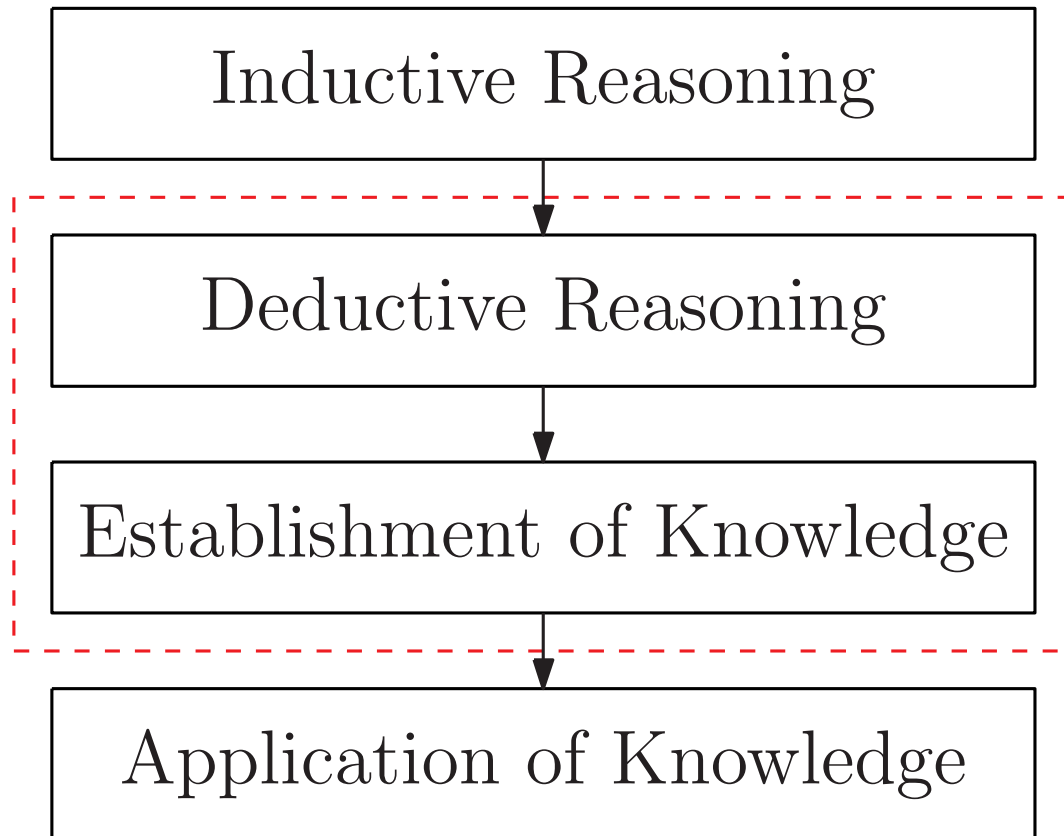 Inductive Reasoning
Deductive Reasoning
Establishment of Knowledge
Application of Knowledge